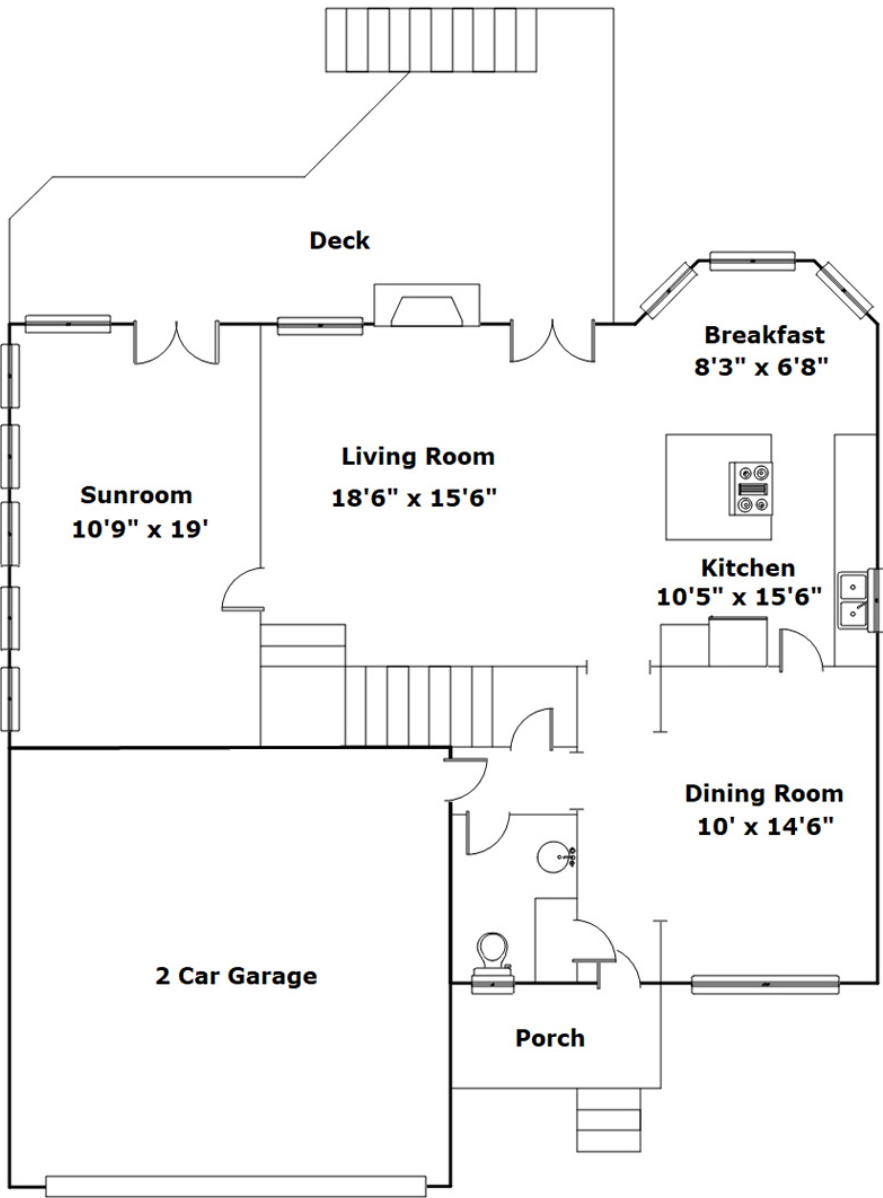 Deck
Breakfast
8'3" x 6'8"
Living Room
18'6" x 15'6"
Sunroom
10'9" x 19'
Kitchen
10'5" x 15'6"
Dining Room
10' x 14'6"
2 Car Garage
Porch